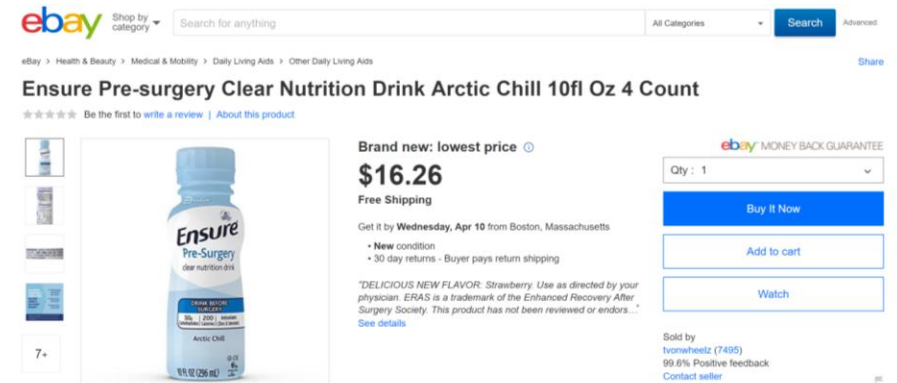 ebay
Shop by category
Search for anything
All Categories
Search
Advanced
eBay > Health & Beauty > Medical & Mobility > Daily Living Aids > Other Daily Living Aids
Share
Ensure Pre-surgery Clear Nutrition Drink Arctic Chill 10fl Oz 4 Count
Be the first to write a review | About this product
7+
Ensure
Pre-Surgery
clear nutrition drink
DRINK BEFORE
SURGERY
Arctic Chill
10 fl oz (296 mL)
Brand new: lowest price
$16.26
Free Shipping
Get it by Wednesday, Apr 10 from Boston, Massachusetts
• New condition
• 30 day returns - Buyer pays return shipping
"DELICIOUS NEW FLAVOR: Strawberry. Use as directed by your
physician. ERAS is a trademark of the Enhanced Recovery After
Surgery Society. This product has not been reviewed or endors…"
See details
ebay MONEY BACK GUARANTEE
Qty : 1
Buy It Now
Add to cart
Watch
Sold by
tvonwheelz (7495)
99.6% Positive feedback
Contact seller